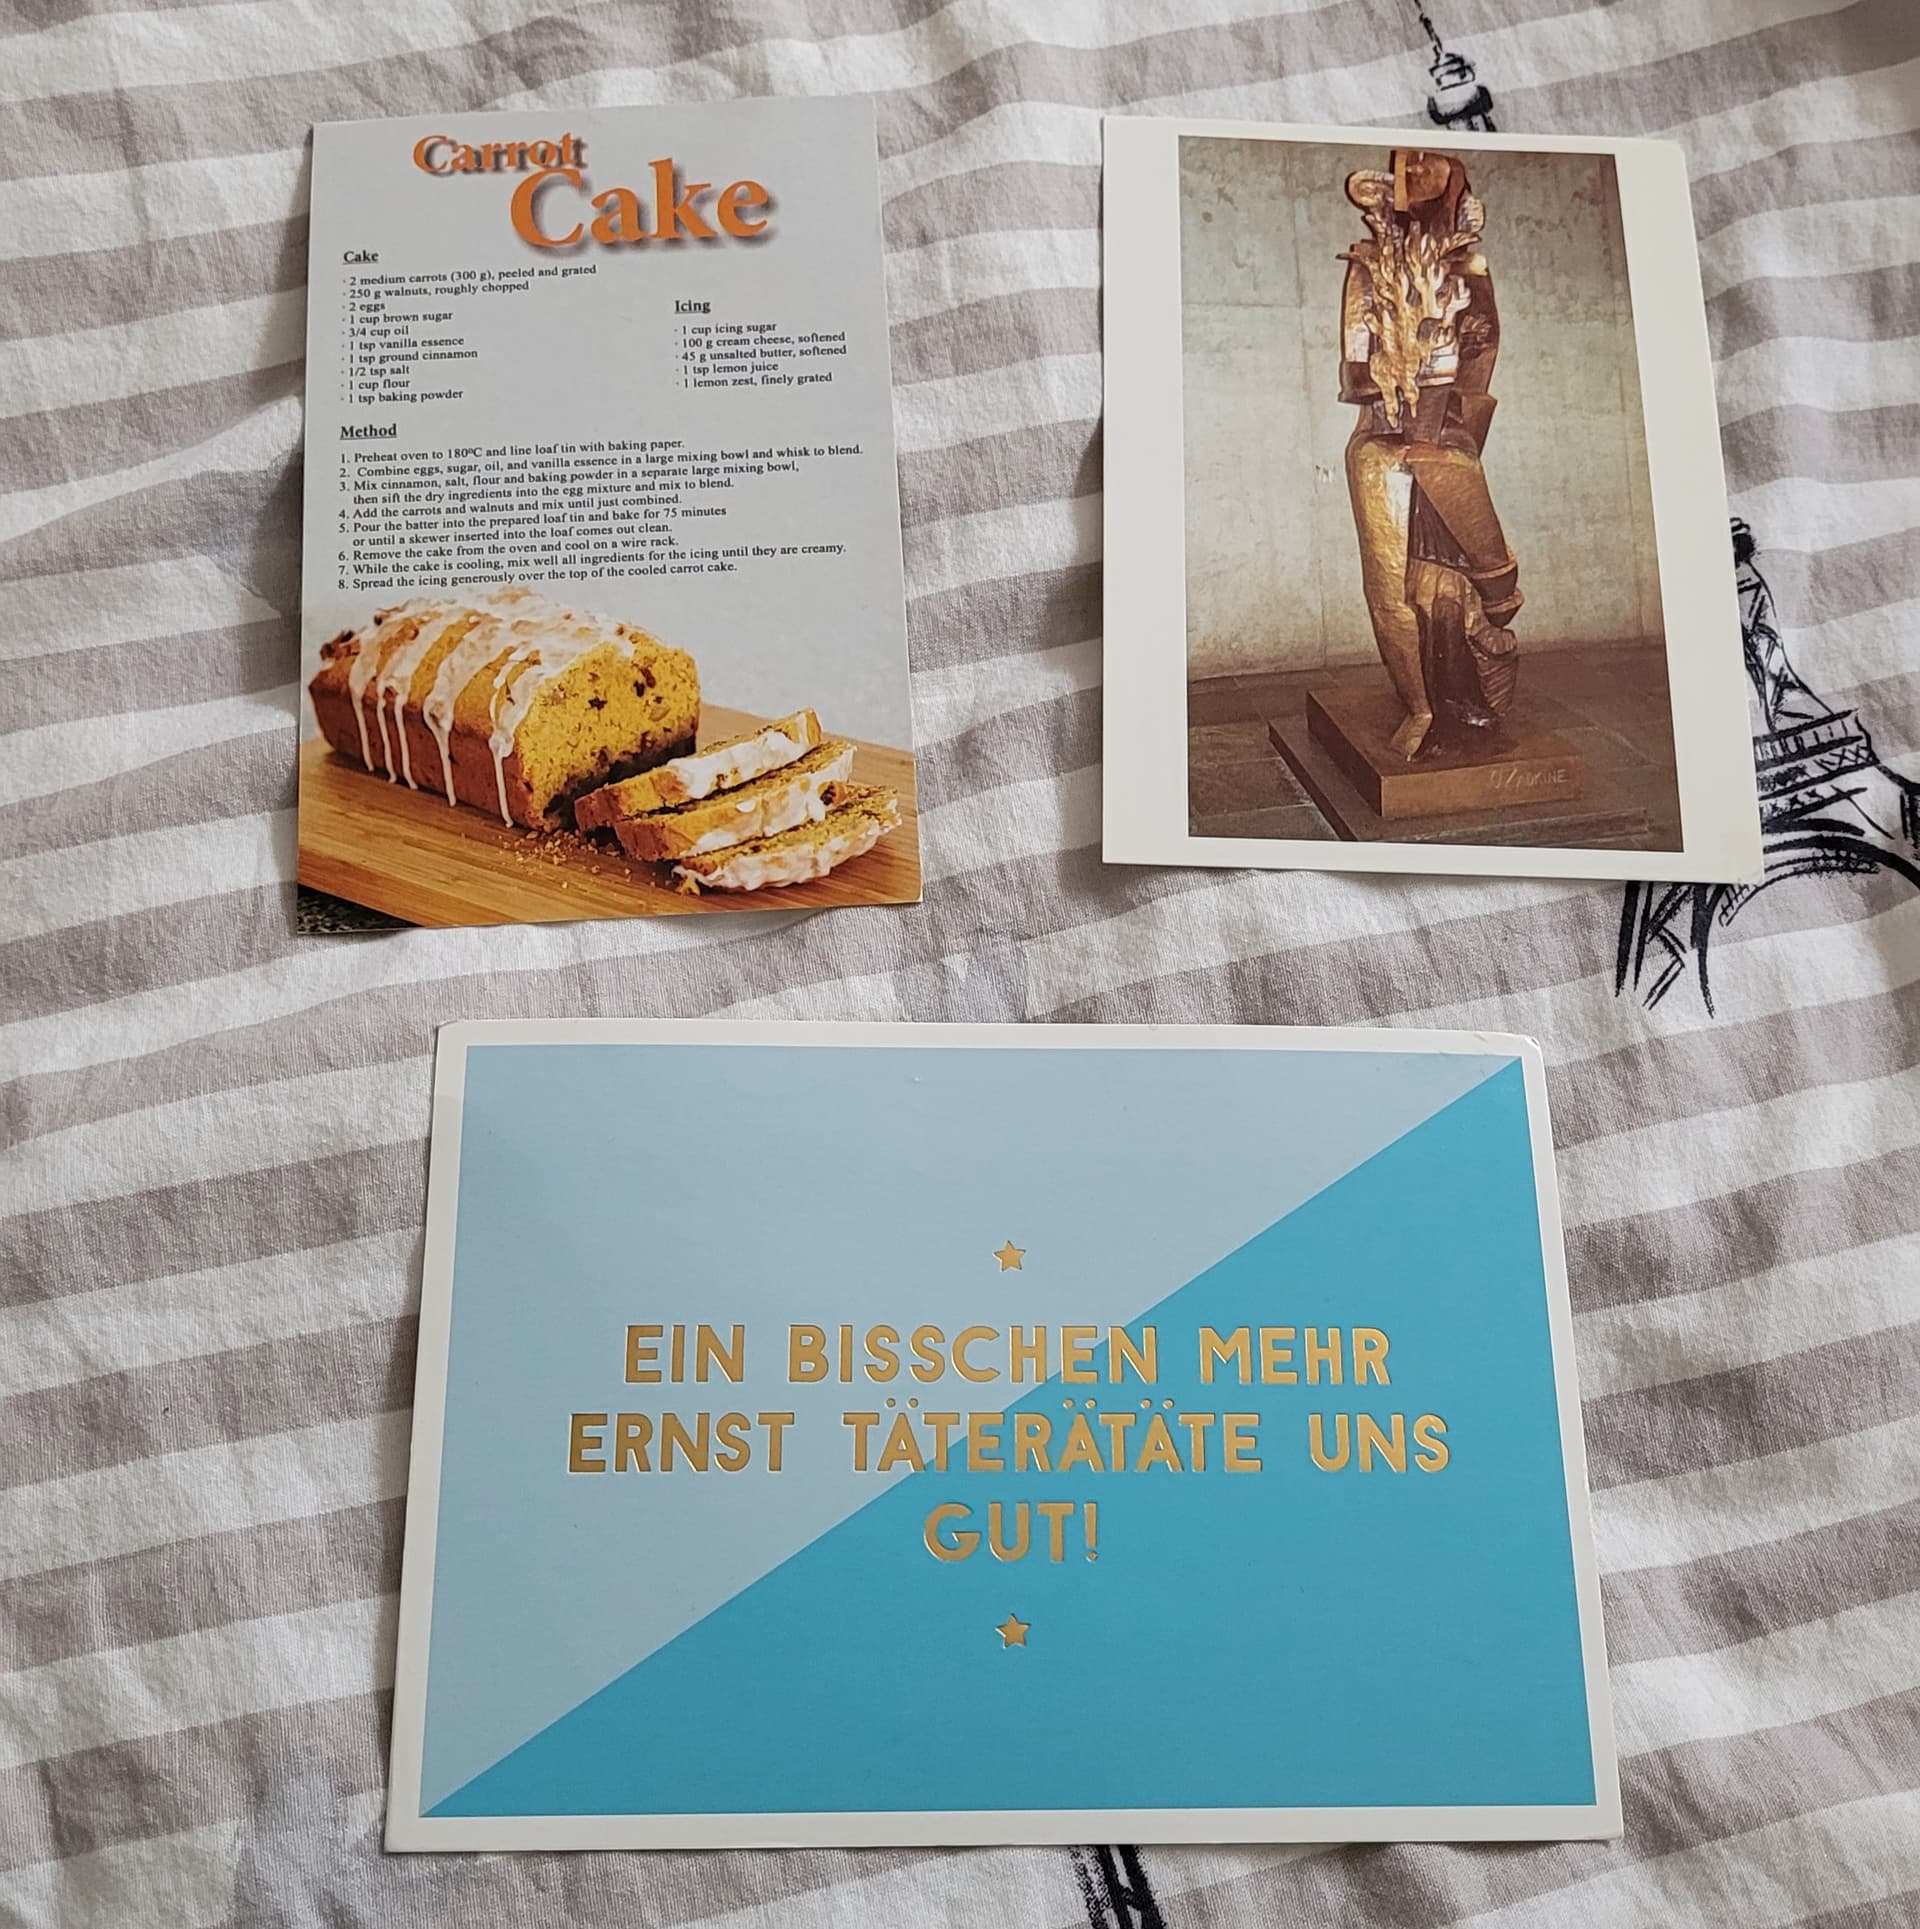 Carrott
Cake
Cake
· 2 medium carrots (300 g), peeled and grated
· 250 g walnuts, roughly chopped
· 2 eggs
· 1 cup brown sugar
· 3/4 cup oil
· 1 tsp vanilla essence
· 1 tsp ground cinnamon
· 1/2 tsp salt
· 1 cup flour
· 1 tsp baking powder
Icing
· 1 cup icing sugar
· 100 g cream cheese, softened
· 45 g unsalted butter, softened
· 1 tsp lemon juice
· 1 lemon zest, finely grated
Method
1. Preheat oven to 180ºC and line loaf tin with baking paper.
2. Combine eggs, sugar, oil, and vanilla essence in a large mixing bowl and whisk to blend.
3. Mix cinnamon, salt, flour and baking powder in a separate large mixing bowl,
then sift the dry ingredients into the egg mixture and mix to blend.
4. Add the carrots and walnuts and mix until just combined.
5. Pour the batter into the prepared loaf tin and bake for 75 minutes
or until a skewer inserted into the loaf comes out clean.
6. Remove the cake from the oven and cool on a wire rack.
7. While the cake is cooling, mix well all ingredients for the icing until they are creamy.
8. Spread the icing generously over the top of the cooled carrot cake.
O ZADKINE
EIN BISSCHEN MEHR
ERNST TÄTERÄTÄTE UNS
GUT!